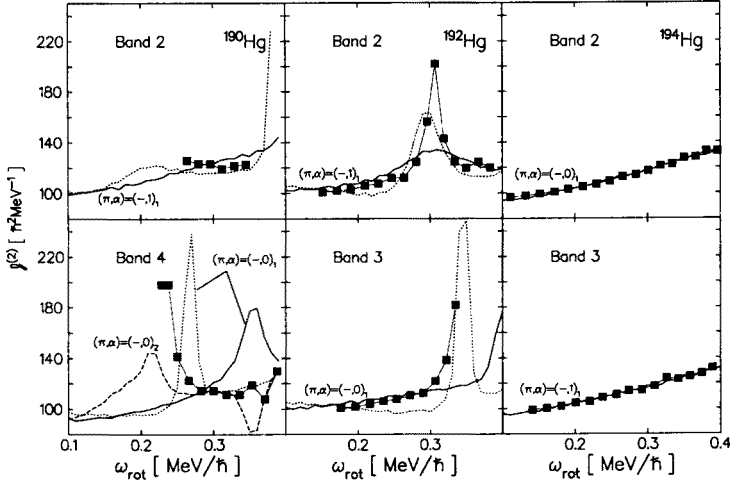 220
180
140
100
Band 2 ¹⁹⁰Hg
(π,α)=(-,1)₁
Band 2 ¹⁹²Hg
(π,α)=(-,1)₁
Band 2 ¹⁹⁴Hg
(π,α)=(-,0)₁
𝒥⁽²⁾ [ ℏ²MeV⁻¹ ]
220
180
140
100
Band 4
(π,α)=(-,0)₁
(π,α)=(-,0)₂
Band 3
(π,α)=(-,0)₁
Band 3
(π,α)=(-,1)₁
0.1 0.2 0.3
0.2 0.3
0.2 0.3 0.4
ω_rot [ MeV/ℏ ]
ω_rot [ MeV/ℏ ]
ω_rot [ MeV/ℏ ]